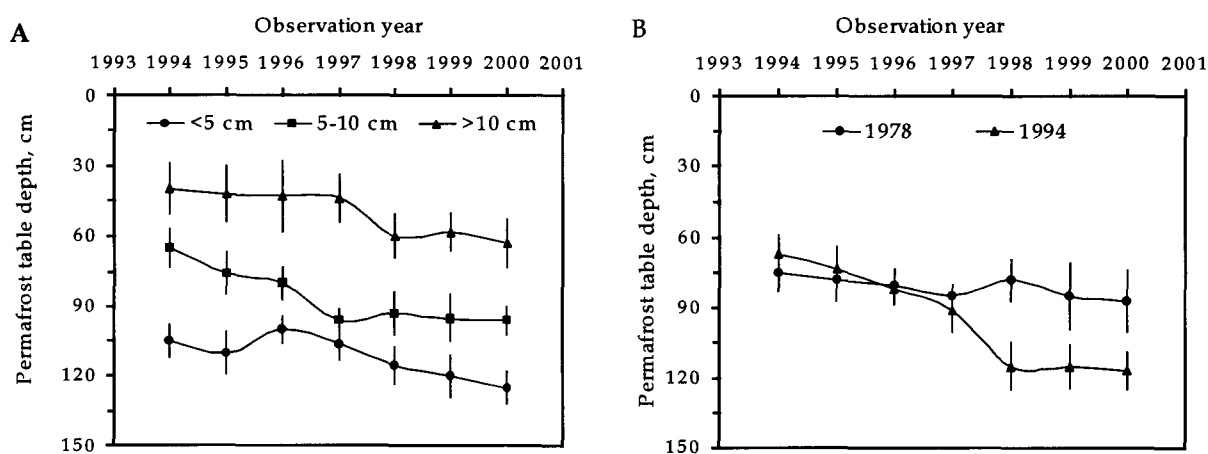 A
Observation year
1993 1994 1995 1996 1997 1998 1999 2000 2001
Permafrost table depth, cm
0
30
60
90
120
150
<5 cm 5-10 cm >10 cm
B
Observation year
1993 1994 1995 1996 1997 1998 1999 2000 2001
Permafrost table depth, cm
0
30
60
90
120
150
1978 1994